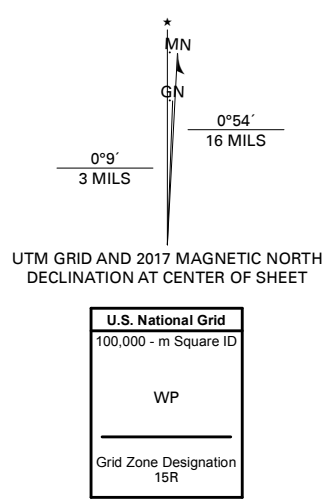 MN
GN
0°54´
16 MILS
0°9´
3 MILS
UTM GRID AND 2017 MAGNETIC NORTH
DECLINATION AT CENTER OF SHEET
U.S. National Grid
100,000 - m Square ID
WP
Grid Zone Designation
15R